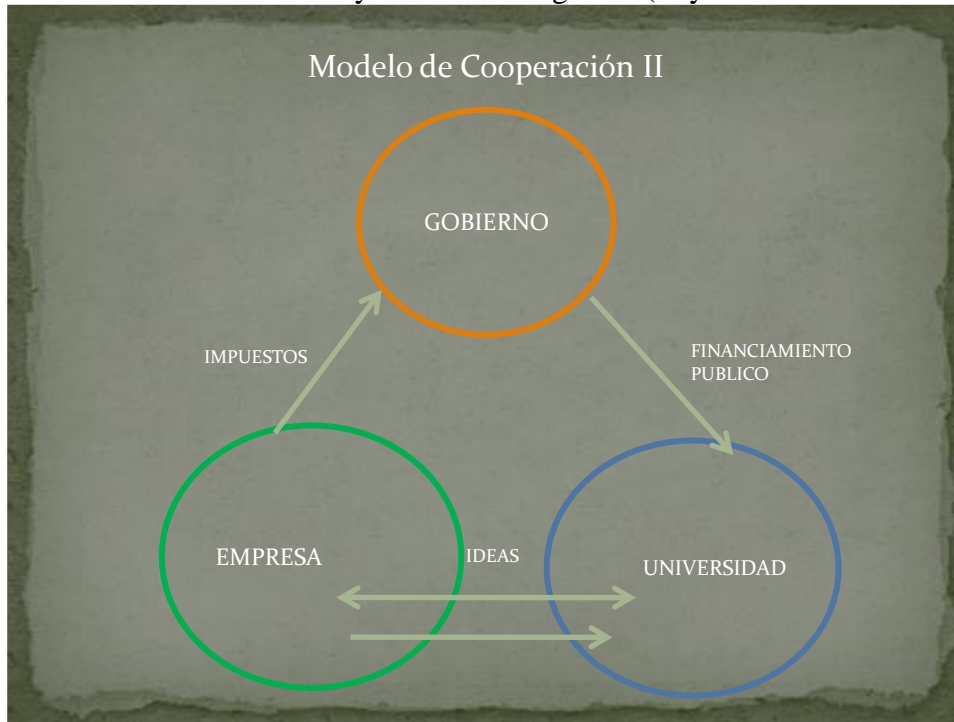 Modelo de Cooperación II
GOBIERNO
IMPUESTOS
FINANCIAMIENTO
PUBLICO
EMPRESA
IDEAS
UNIVERSIDAD